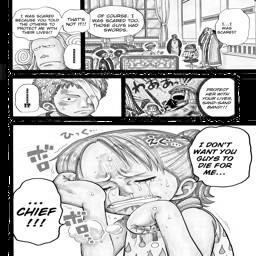 I...I
WAS
SCARED!
OF COURSE. I
WAS SCARED TOO.
THOSE GUYS HAD
SWORDS.
THAT'S
NOT IT!!
I WAS SCARED
BECAUSE YOU TOLD
THE OTHERS TO
PROTECT ME WITH
THEIR LIVES!!
PROTECT
HER WITH
YOUR LIVES,
SAND-SAND
BAND!!
!!
I DON'T
WANT YOU
GUYS TO
DIE FOR
ME...
...
CHIEF
!!!